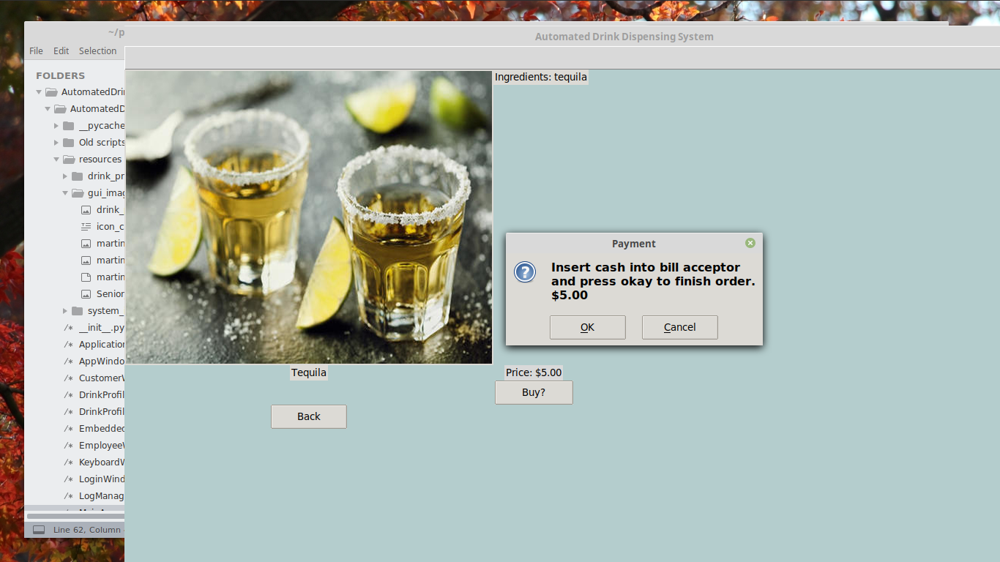 ~/p
File Edit Selection
FOLDERS
AutomatedDri
AutomatedD
__pycache
Old scripts
resources
drink_pr
gui_imag
drink_
icon_c
martin
martin
martin
Senior
system_
/* __init__.py
/* Application
/* AppWindo
/* CustomerW
/* DrinkProfil
/* DrinkProfil
/* Embedded
/* EmployeeW
/* KeyboardW
/* LoginWind
/* LogManag
Line 62, Column
Automated Drink Dispensing System
Ingredients: tequila
Payment
Insert cash into bill acceptor
and press okay to finish order.
$5.00
OK Cancel
Tequila
Price: $5.00
Buy?
Back